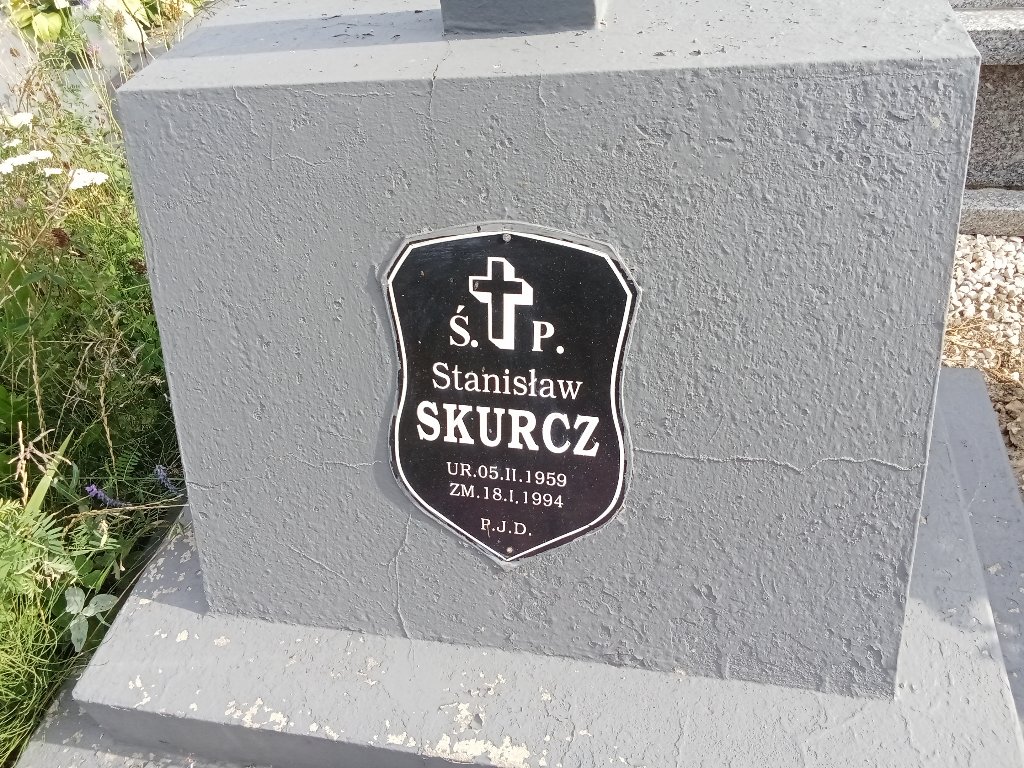 Ś. P.
Stanisław
SKURCZ
UR.05.II.1959
ZM.18.I.1994
P.J.D.